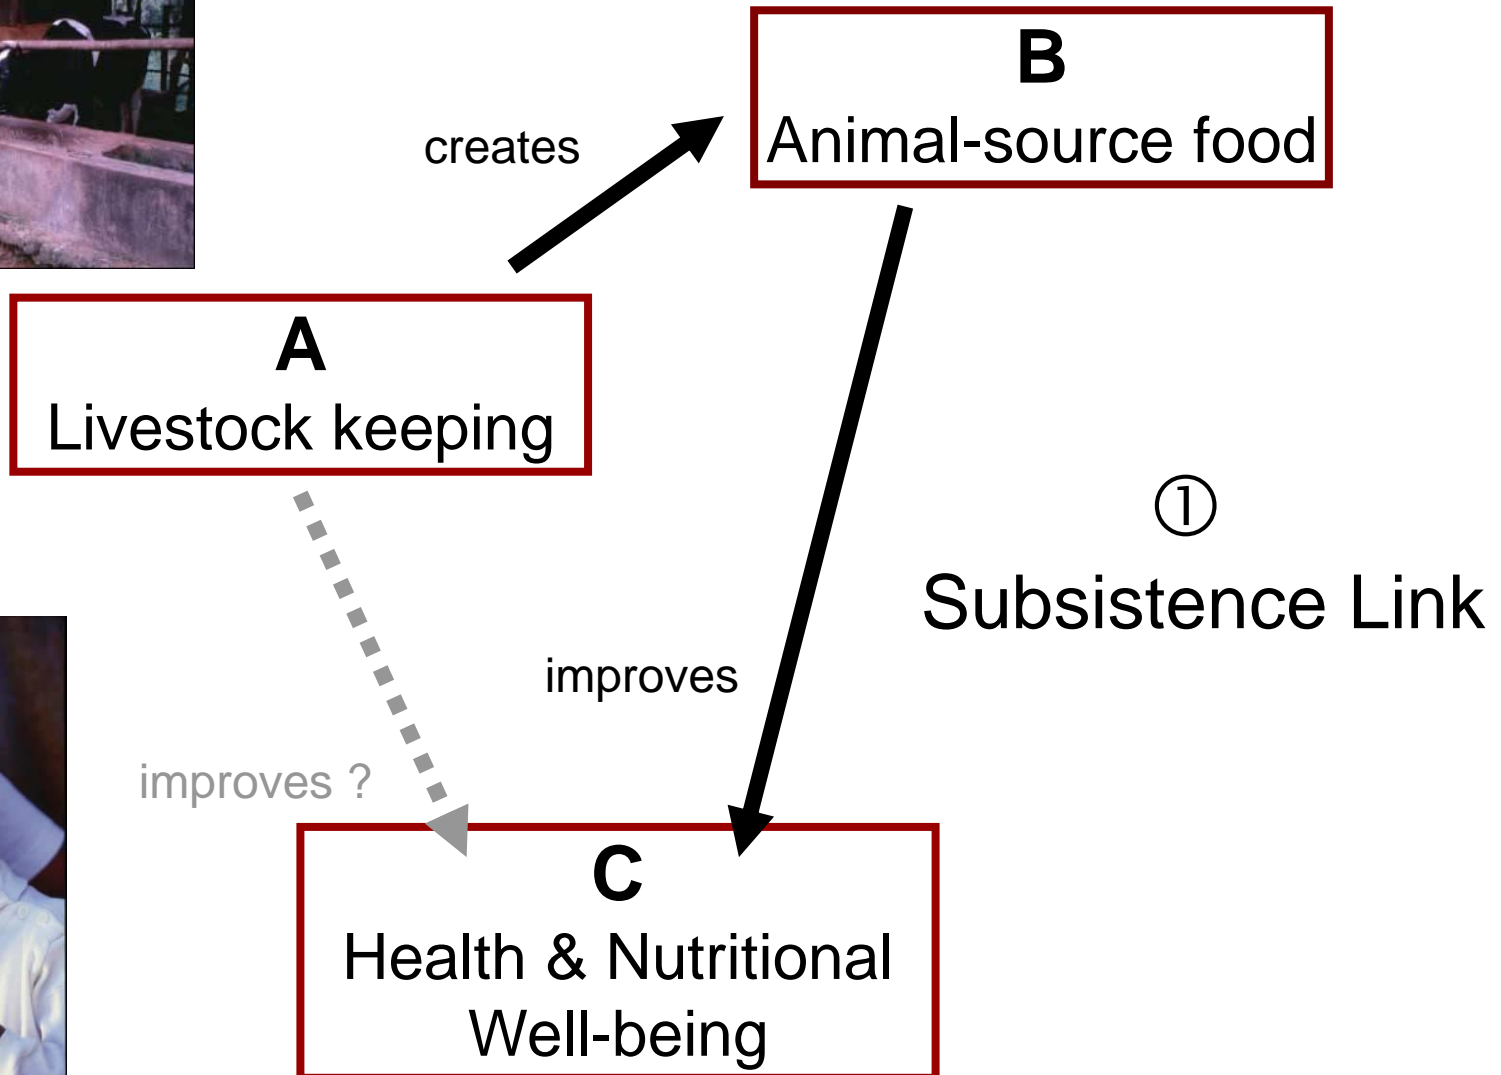 B
Animal-source food
creates
A
Livestock keeping
①
Subsistence Link
improves
improves ?
C
Health & Nutritional
Well-being